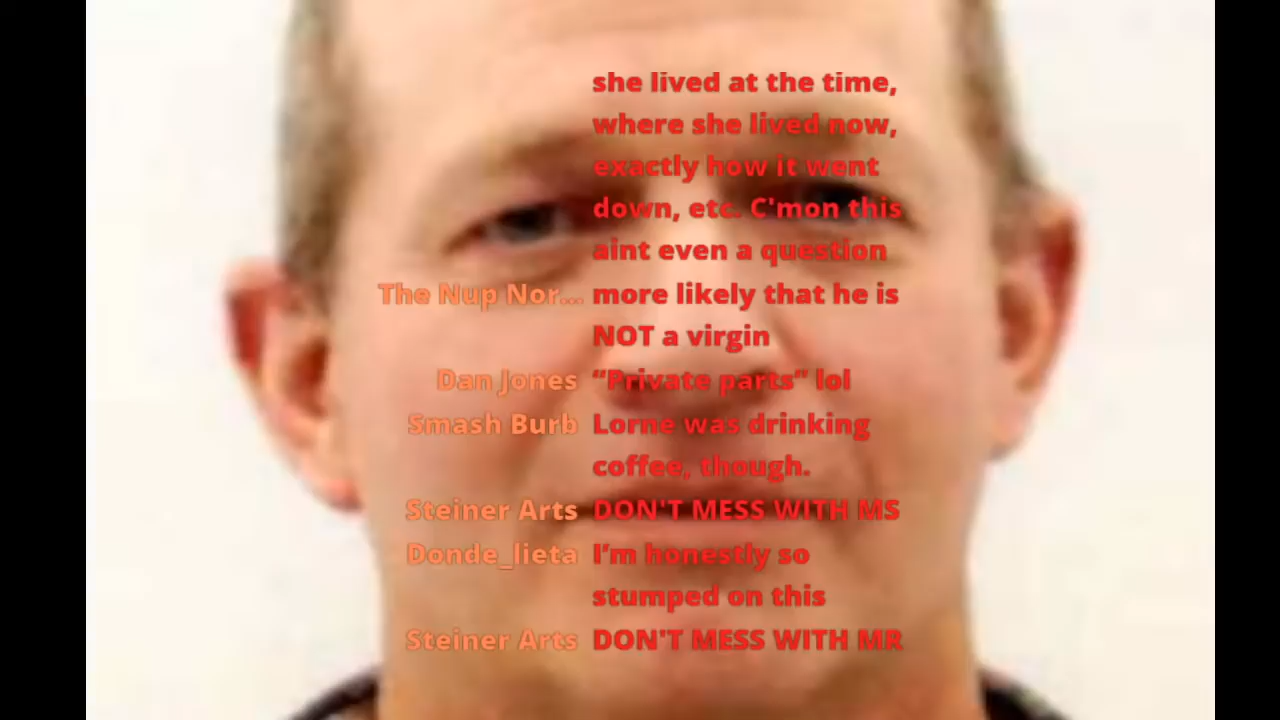 she lived at the time,
where she lived now,
exactly how it went
down, etc. C'mon this
aint even a question
The Nup Nor... more likely that he is
NOT a virgin
Dan Jones “Private parts” lol
Smash Burb Lorne was drinking
coffee, though.
Steiner Arts DON'T MESS WITH MS
Donde_lieta I’m honestly so
stumped on this
Steiner Arts DON'T MESS WITH MR